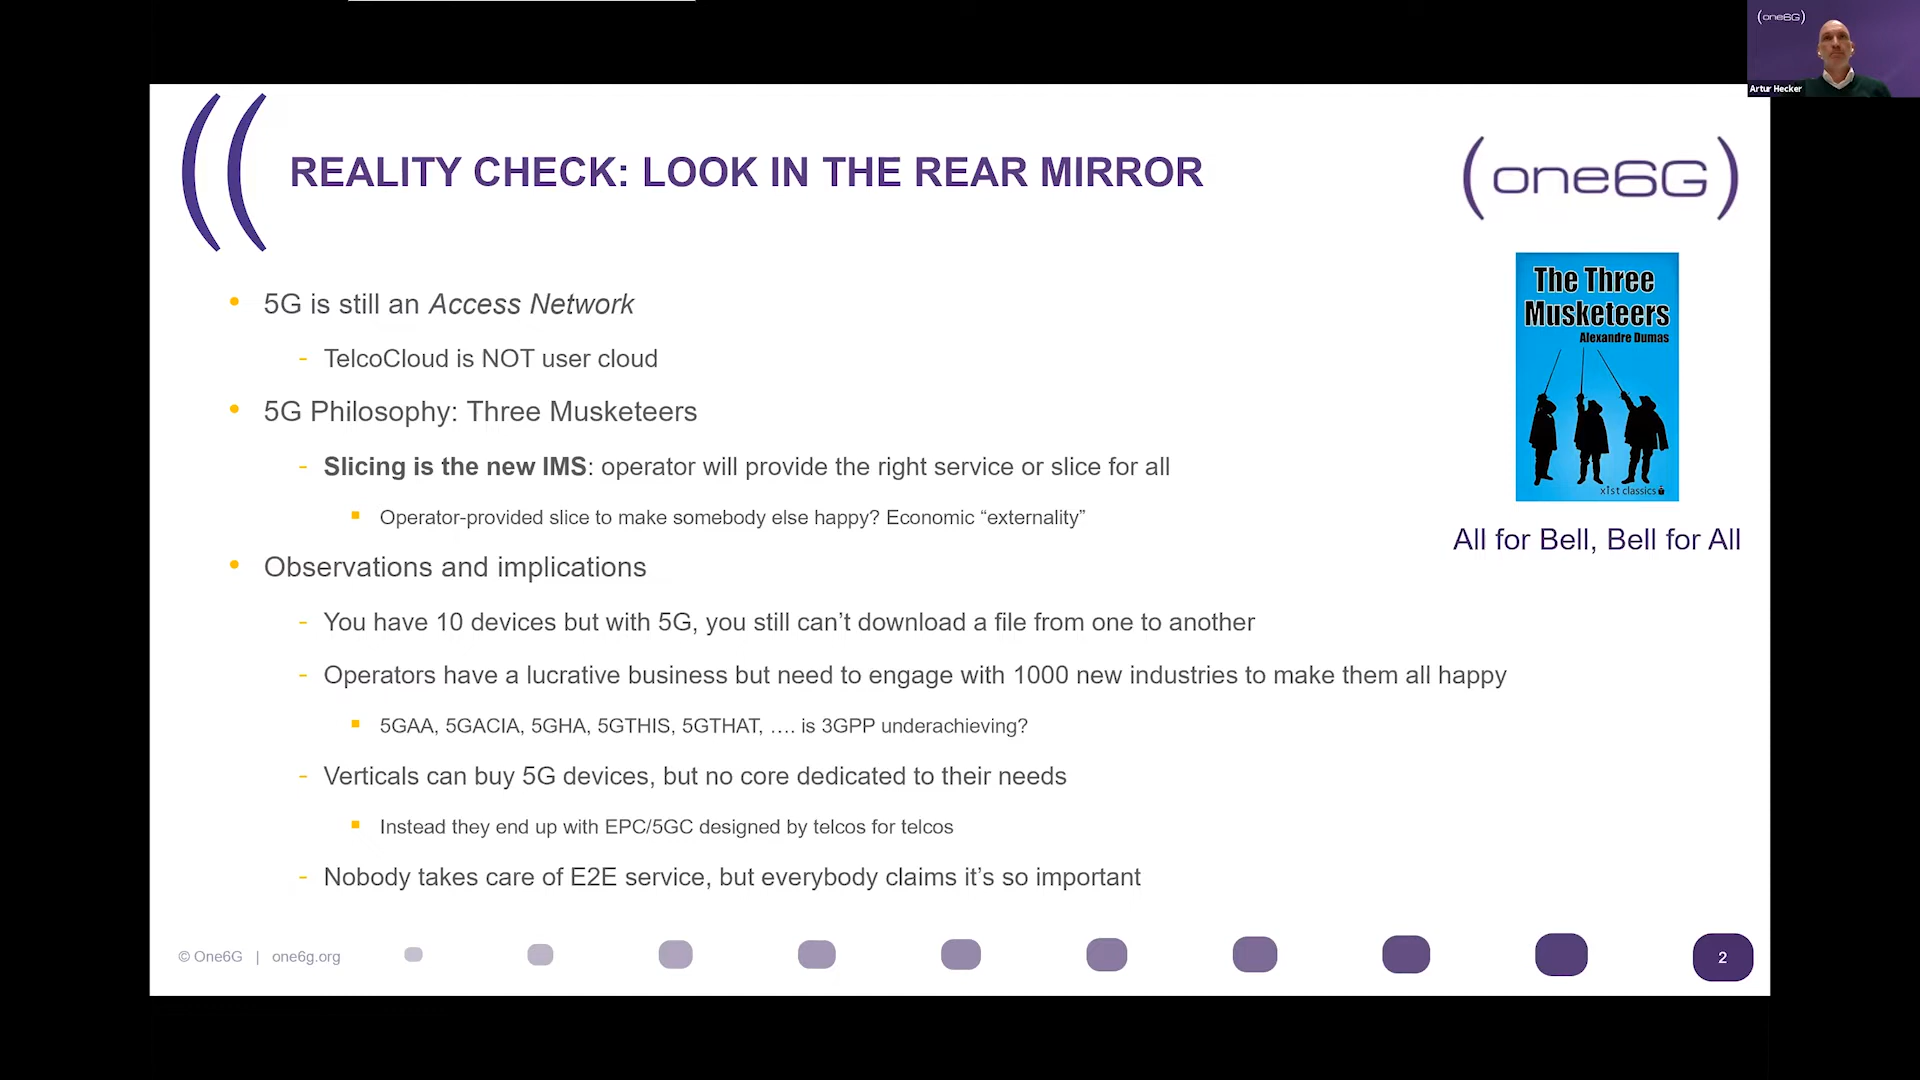 (one6G)
Artur Hecker
REALITY CHECK: LOOK IN THE REAR MIRROR
(one6G)
• 5G is still an Access Network
- TelcoCloud is NOT user cloud
• 5G Philosophy: Three Musketeers
- Slicing is the new IMS: operator will provide the right service or slice for all
▪ Operator-provided slice to make somebody else happy? Economic “externality”
• Observations and implications
- You have 10 devices but with 5G, you still can’t download a file from one to another
- Operators have a lucrative business but need to engage with 1000 new industries to make them all happy
▪ 5GAA, 5GACIA, 5GHA, 5GTHIS, 5GTHAT, …. is 3GPP underachieving?
- Verticals can buy 5G devices, but no core dedicated to their needs
▪ Instead they end up with EPC/5GC designed by telcos for telcos
- Nobody takes care of E2E service, but everybody claims it’s so important
The Three
Musketeers
Alexandre Dumas
x1st classics
All for Bell, Bell for All
© One6G | one6g.org
2